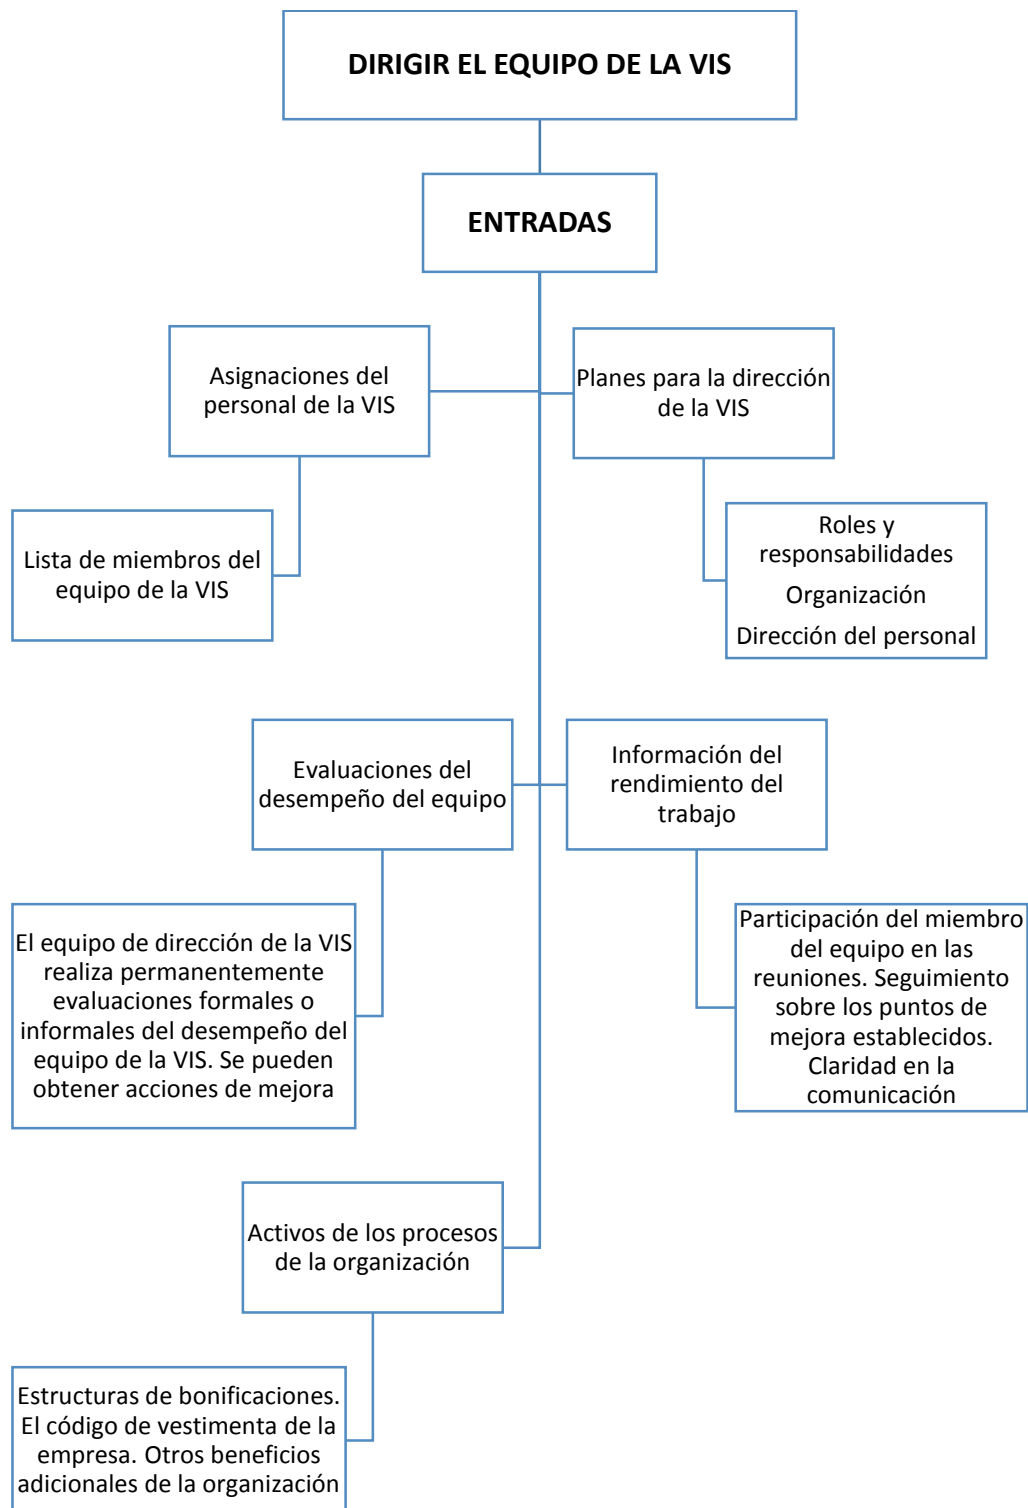 DIRIGIR EL EQUIPO DE LA VIS
ENTRADAS
Asignaciones del
personal de la VIS
Planes para la dirección
de la VIS
Lista de miembros del
equipo de la VIS
Roles y
responsabilidades
Organización
Dirección del personal
Evaluaciones del
desempeño del equipo
Información del
rendimiento del
trabajo
El equipo de dirección de la VIS
realiza permanentemente
evaluaciones formales o
informales del desempeño del
equipo de la VIS. Se pueden
obtener acciones de mejora
Participación del miembro
del equipo en las
reuniones. Seguimiento
sobre los puntos de
mejora establecidos.
Claridad en la
comunicación
Activos de los procesos
de la organización
Estructuras de bonificaciones.
El código de vestimenta de la
empresa. Otros beneficios
adicionales de la organización